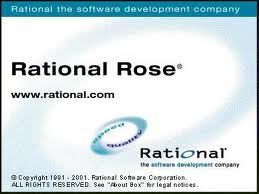 Rational the software development company
Rational Rose®
www.rational.com
speed
quality
Rational®
the software development company
© Copyright 1991 - 2001. Rational Software Corporation.
ALL RIGHTS RESERVED. See "About Box" for legal notices.